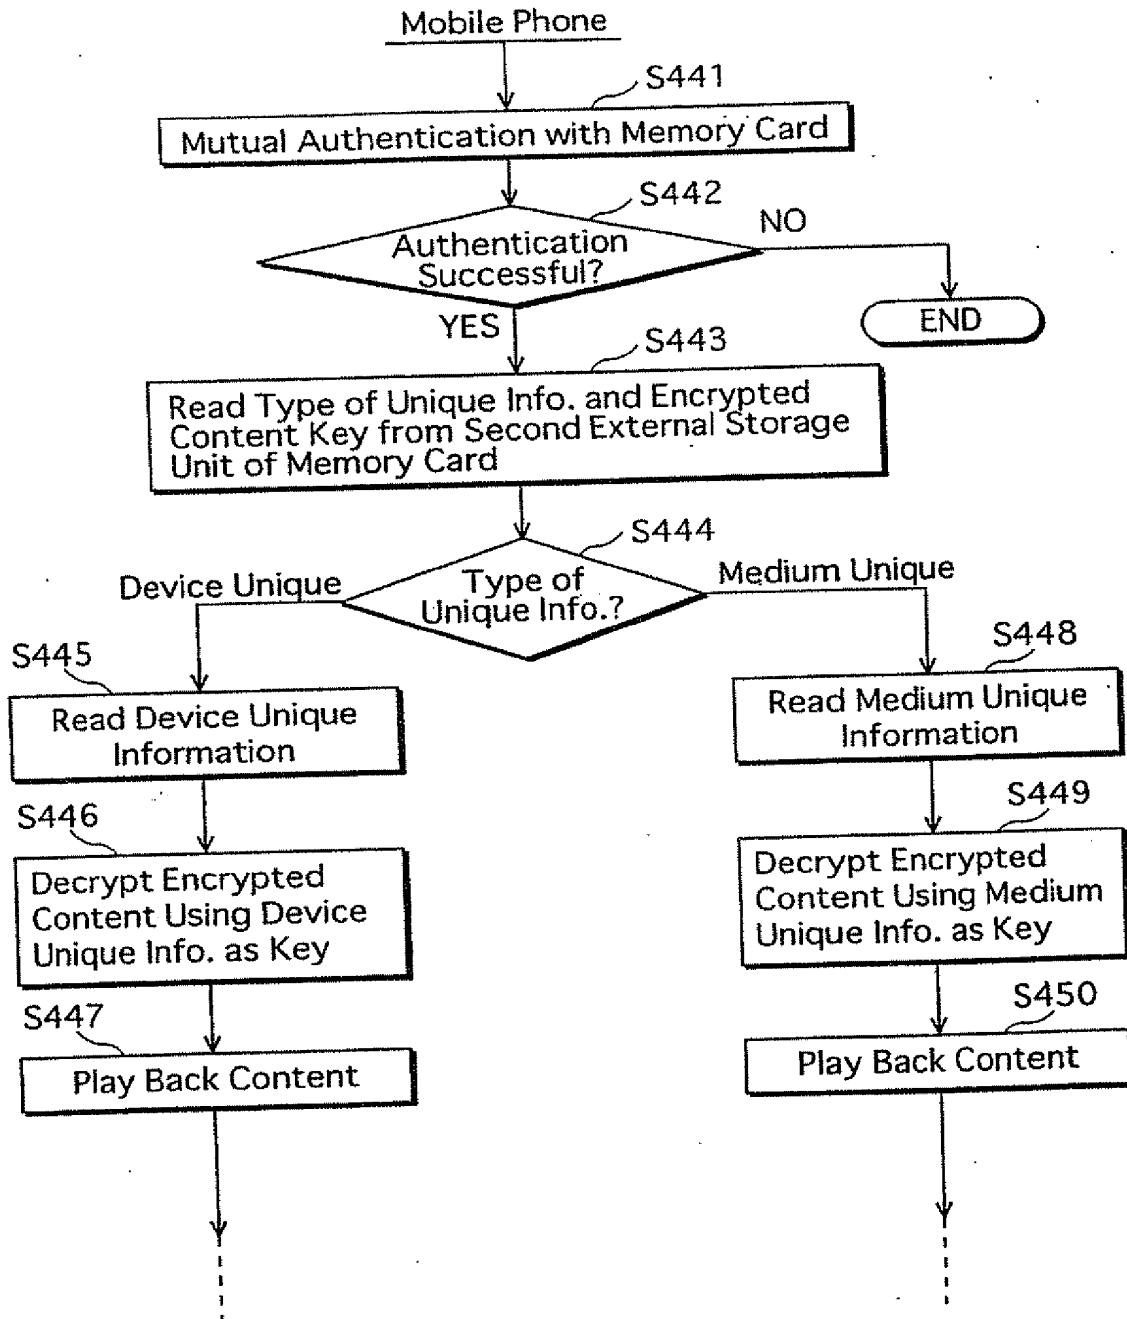 Mobile Phone
S441
Mutual Authentication with Memory Card
S442
NO
Authentication
Successful?
END
YES
S443
Read Type of Unique Info. and Encrypted
Content Key from Second External Storage
Unit of Memory Card
S444
Device Unique
Type of
Unique Info.?
Medium Unique
S445
Read Device Unique
Information
S446
Decrypt Encrypted
Content Using Device
Unique Info. as Key
S447
Play Back Content
S448
Read Medium Unique
Information
S449
Decrypt Encrypted
Content Using Medium
Unique Info. as Key
S450
Play Back Content